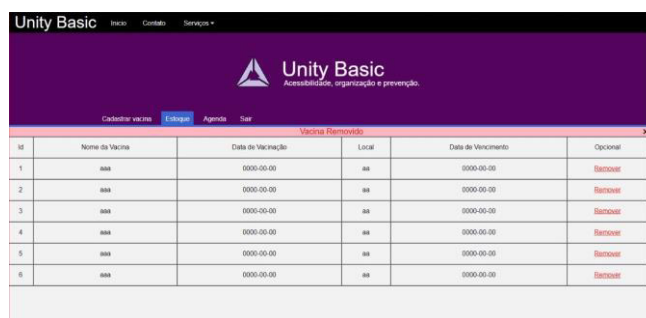 Unity Basic Inicio Contato Serviços
Unity Basic
Acessibilidade, organização e prevenção.
Cadastrar vacina Estoque Agenda Sair
Vacina Removido x
Id Nome da Vacina Data de Vacinação Local Data de Vencimento Opcional
1 aaa 0000-00-00 aa 0000-00-00 Remover
2 aaa 0000-00-00 aa 0000-00-00 Remover
3 aaa 0000-00-00 aa 0000-00-00 Remover
4 aaa 0000-00-00 aa 0000-00-00 Remover
5 aaa 0000-00-00 aa 0000-00-00 Remover
6 aaa 0000-00-00 aa 0000-00-00 Remover